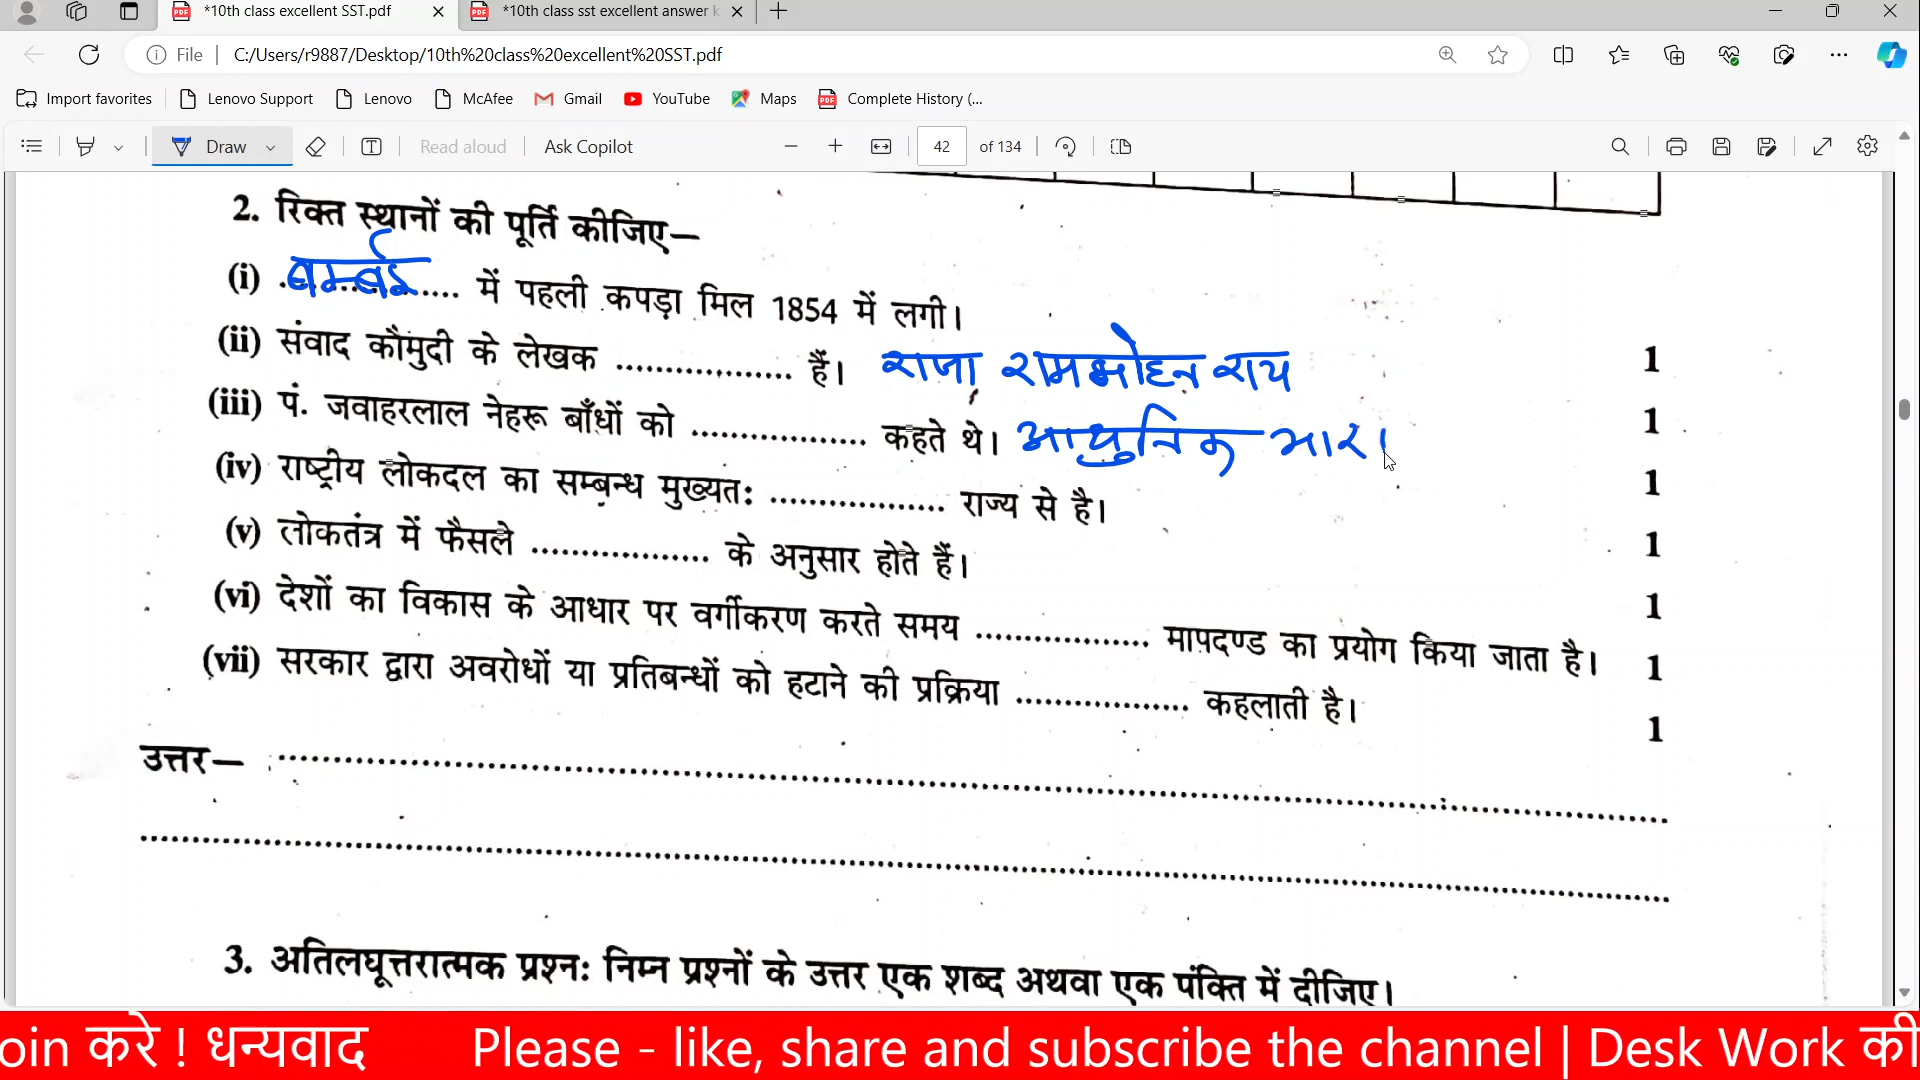 *10th class excellent SST.pdf
*10th class sst excellent answer k
File
C:/Users/r9887/Desktop/10th%20class%20excellent%20SST.pdf
Import favorites
Lenovo Support
Lenovo
McAfee
Gmail
YouTube
Maps
Complete History (...
Draw
Read aloud
Ask Copilot
42 of 134
2. रिक्त स्थानों की पूर्ति कीजिए—
(i) बम्बई में पहली कपड़ा मिल 1854 में लगी।
(ii) संवाद कौमुदी के लेखक .................. हैं। राजा राममोहन राय 1
(iii) पं. जवाहरलाल नेहरू बाँधों को .................. कहते थे। आधुनिक भार। 1
(iv) राष्ट्रीय लोकदल का सम्बन्ध मुख्यतः .................. राज्य से है। 1
(v) लोकतंत्र में फैसले .................. के अनुसार होते हैं। 1
(vi) देशों का विकास के आधार पर वर्गीकरण करते समय .................. मापदण्ड का प्रयोग किया जाता है। 1
(vii) सरकार द्वारा अवरोधों या प्रतिबन्धों को हटाने की प्रक्रिया .................. कहलाती है। 1
1
उत्तर—
3. अतिलघूत्तरात्मक प्रश्न: निम्न प्रश्नों के उत्तर एक शब्द अथवा एक पंक्ति में दीजिए।
oin करे ! धन्यवाद Please - like, share and subscribe the channel | Desk Work की